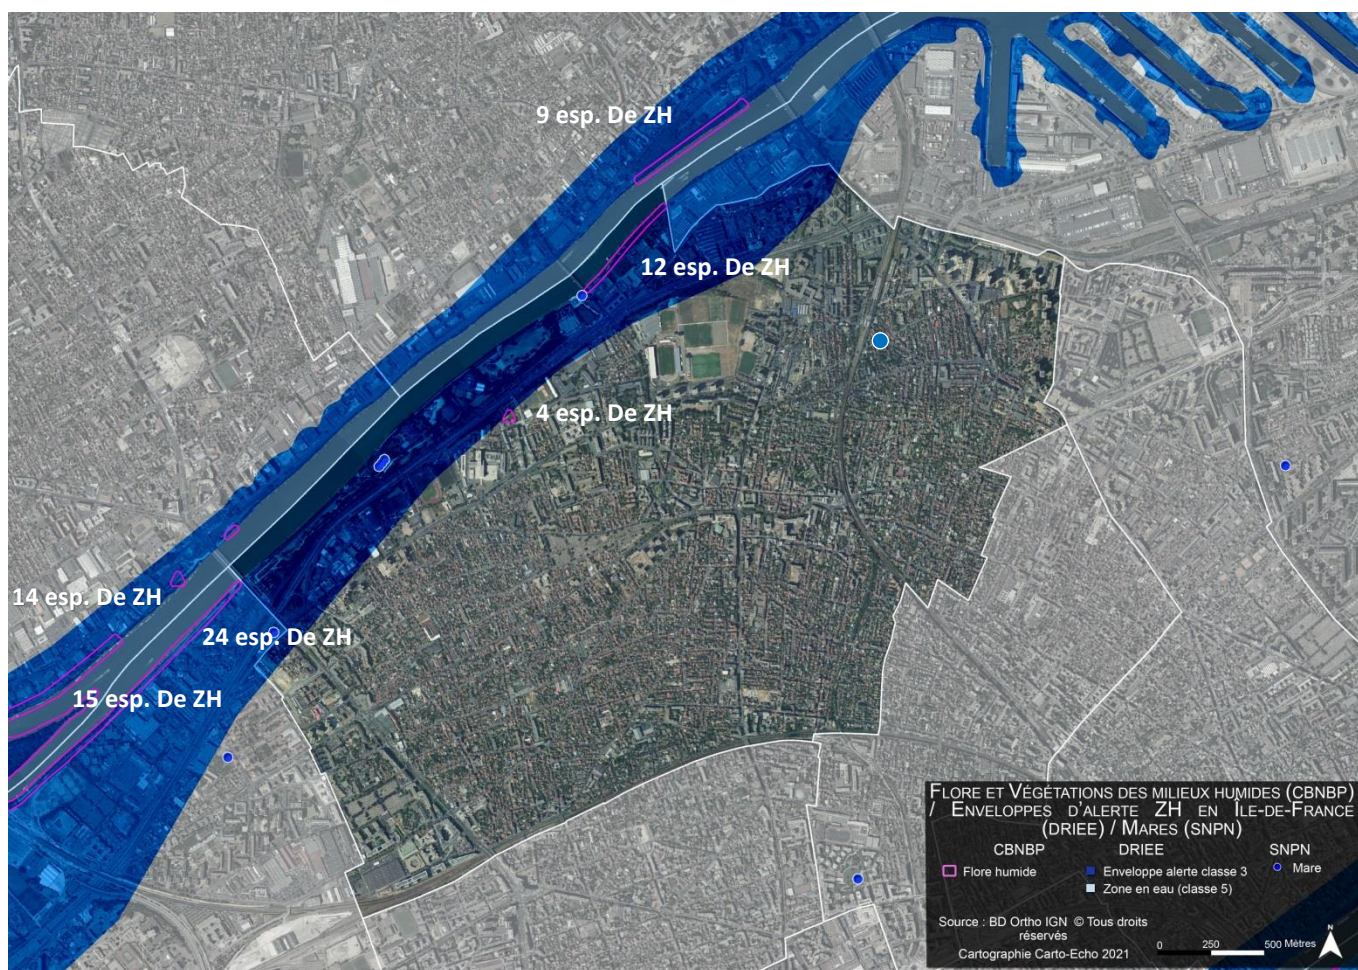 9 esp. De ZH
12 esp. De ZH
4 esp. De ZH
14 esp. De ZH
24 esp. De ZH
15 esp. De ZH
FLORE ET VÉGÉTATIONS DES MILIEUX HUMIDES (CBNBP)
/ ENVELOPPES D'ALERTE ZH EN ÎLE-DE-FRANCE
(DRIEE) / MARES (SNPN)
CBNBP DRIEE SNPN
Flore humide Enveloppe alerte classe 3 Mare
Zone en eau (classe 5)
Source : BD Ortho IGN © Tous droits
réservés
Cartographie Carto-Echo 2021
0 250 500 Mètres
N